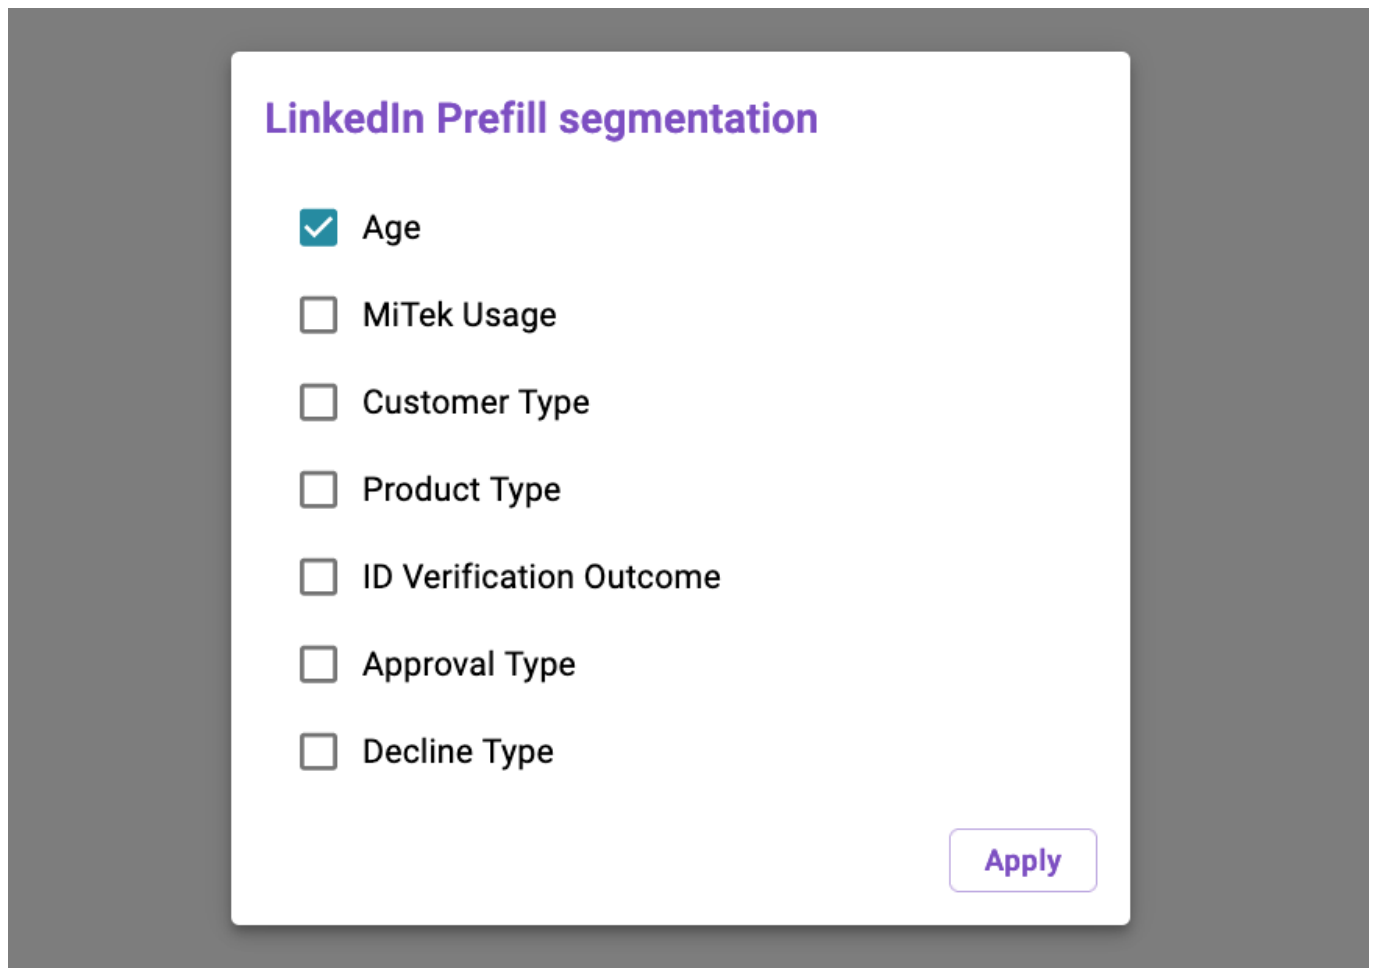 LinkedIn Prefill segmentation
Age
MiTek Usage
Customer Type
Product Type
ID Verification Outcome
Approval Type
Decline Type
Apply